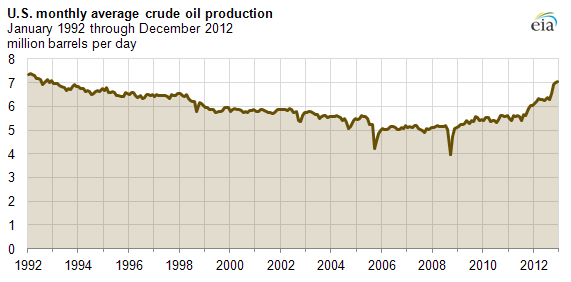 U.S. monthly average crude oil production
January 1992 through December 2012
million barrels per day
eia
8
7
6
5
4
3
2
1
0
1992 1994 1996 1998 2000 2002 2004 2006 2008 2010 2012